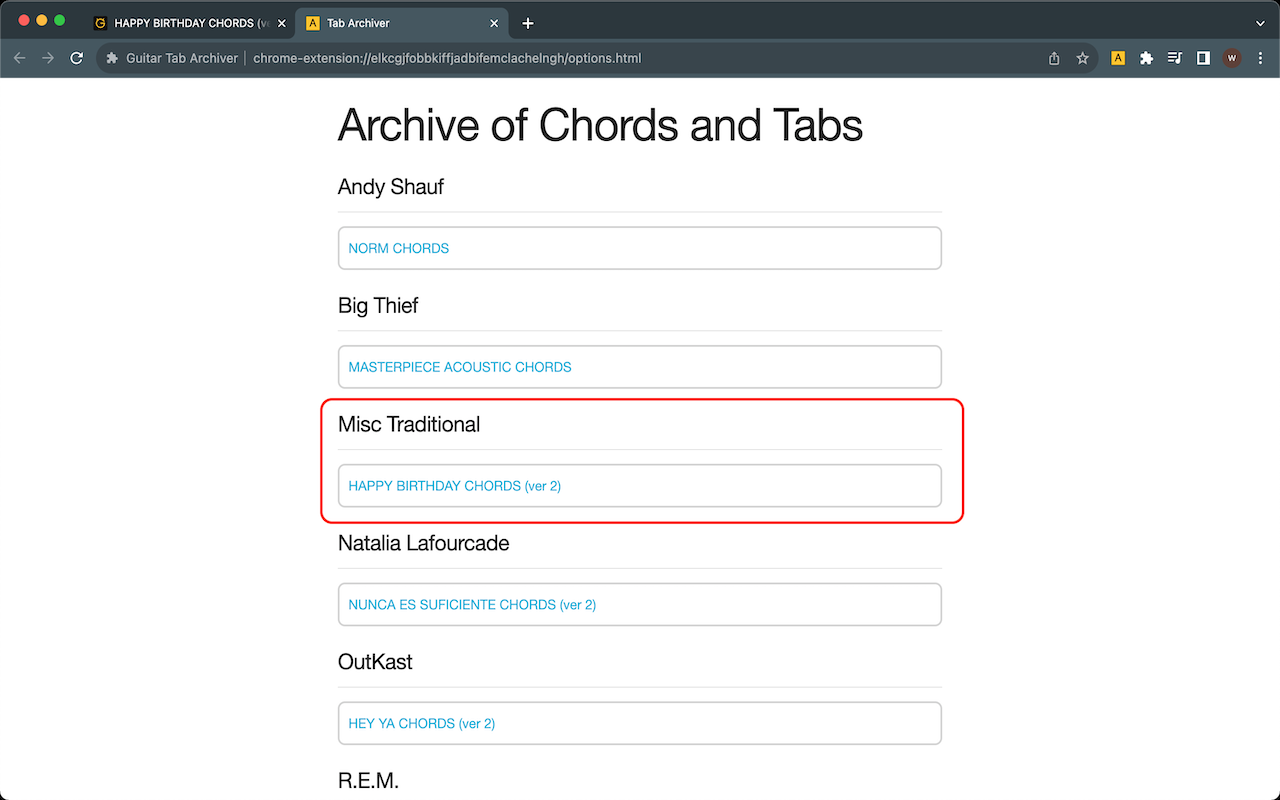 HAPPY BIRTHDAY CHORDS (ve
A Tab Archiver
Guitar Tab Archiver chrome-extension://elkcgjfobbkiffjadbifemclachelngh/options.html A W
Archive of Chords and Tabs
Andy Shauf
NORM CHORDS
Big Thief
MASTERPIECE ACOUSTIC CHORDS
Misc Traditional
HAPPY BIRTHDAY CHORDS (ver 2)
Natalia Lafourcade
NUNCA ES SUFICIENTE CHORDS (ver 2)
OutKast
HEY YA CHORDS (ver 2)
R.E.M.